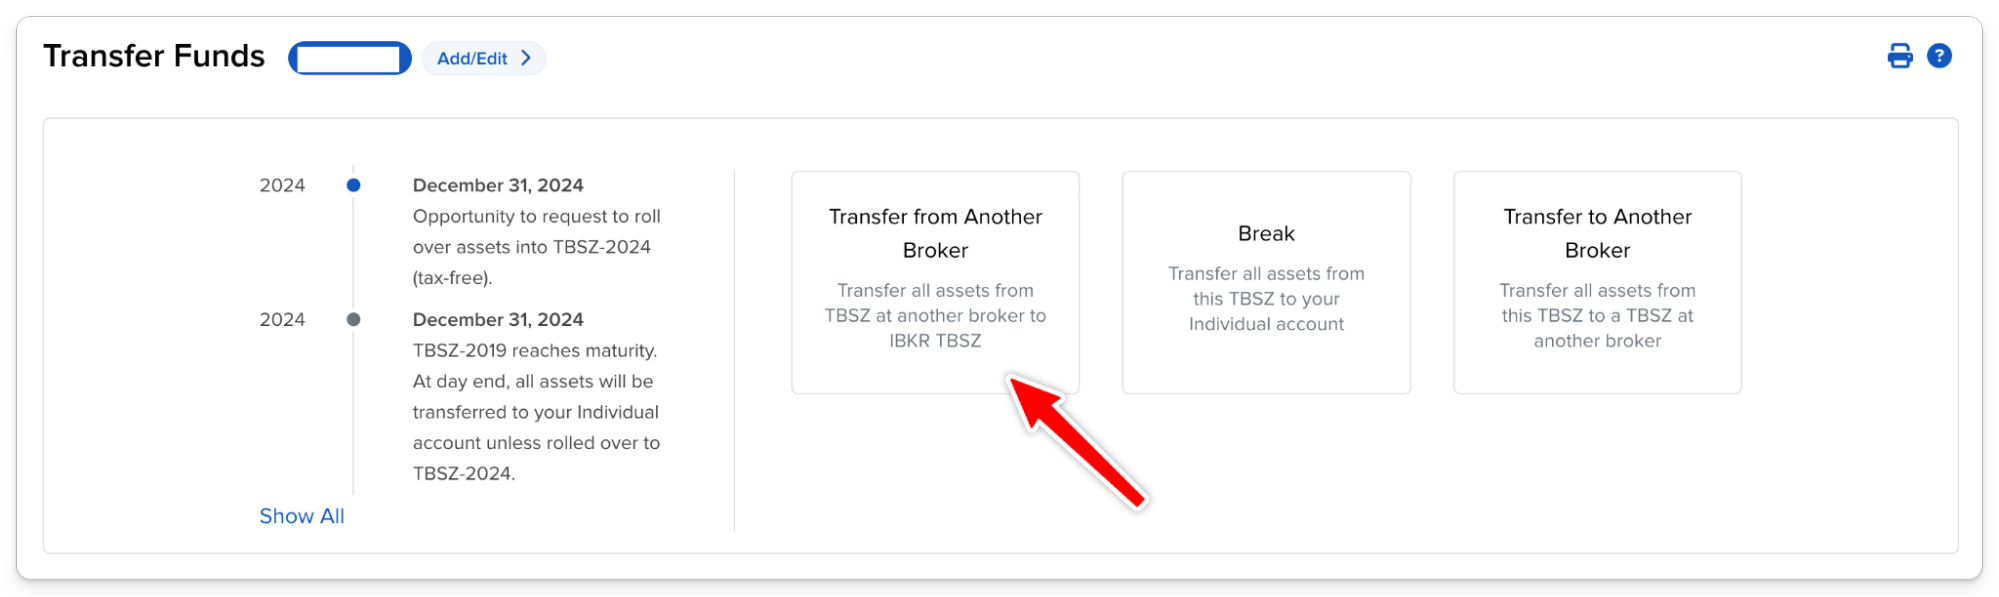 Transfer Funds
Add/Edit
?
2024
December 31, 2024
Opportunity to request to roll
over assets into TBSZ-2024
(tax-free).
2024
December 31, 2024
TBSZ-2019 reaches maturity.
At day end, all assets will be
transferred to your Individual
account unless rolled over to
TBSZ-2024.
Show All
Transfer from Another
Broker
Transfer all assets from
TBSZ at another broker to
IBKR TBSZ
Break
Transfer all assets from
this TBSZ to your
Individual account
Transfer to Another
Broker
Transfer all assets from
this TBSZ to a TBSZ at
another broker